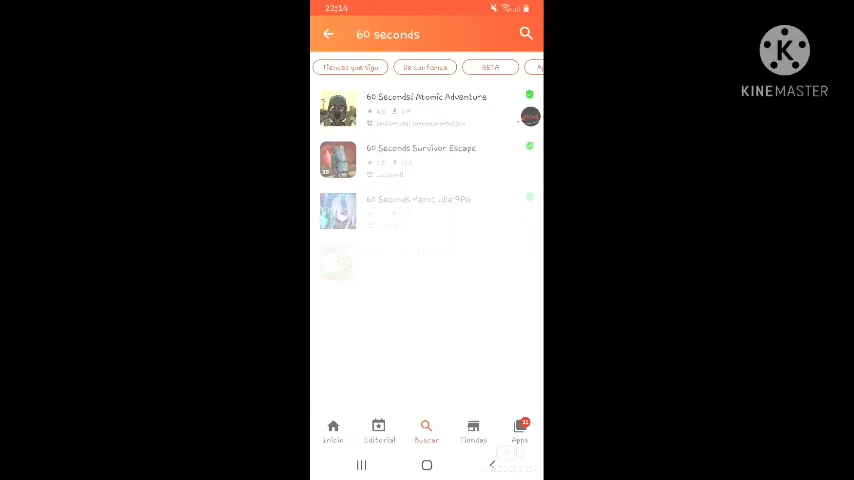 22:14
60 seconds
Tiendas que sigo
De confianza
BETA
60 Seconds! Atomic Adventure
60 Seconds Survivor Escape
60 Seconds Hero: Idle RPG
Inicio
Editorial
Buscar
Tiendas
Apps
KINEMASTER